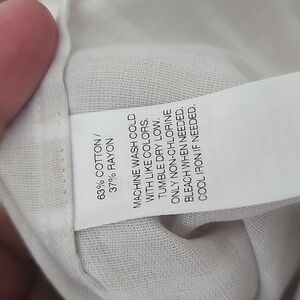 63% COTTON/
37% RAYON
MACHINE WASH COLD
WITH LIKE COLORS.
TUMBLE DRY LOW.
ONLY NON-CHLORINE
BLEACH WHEN NEEDED.
COOL IRON IF NEEDED.